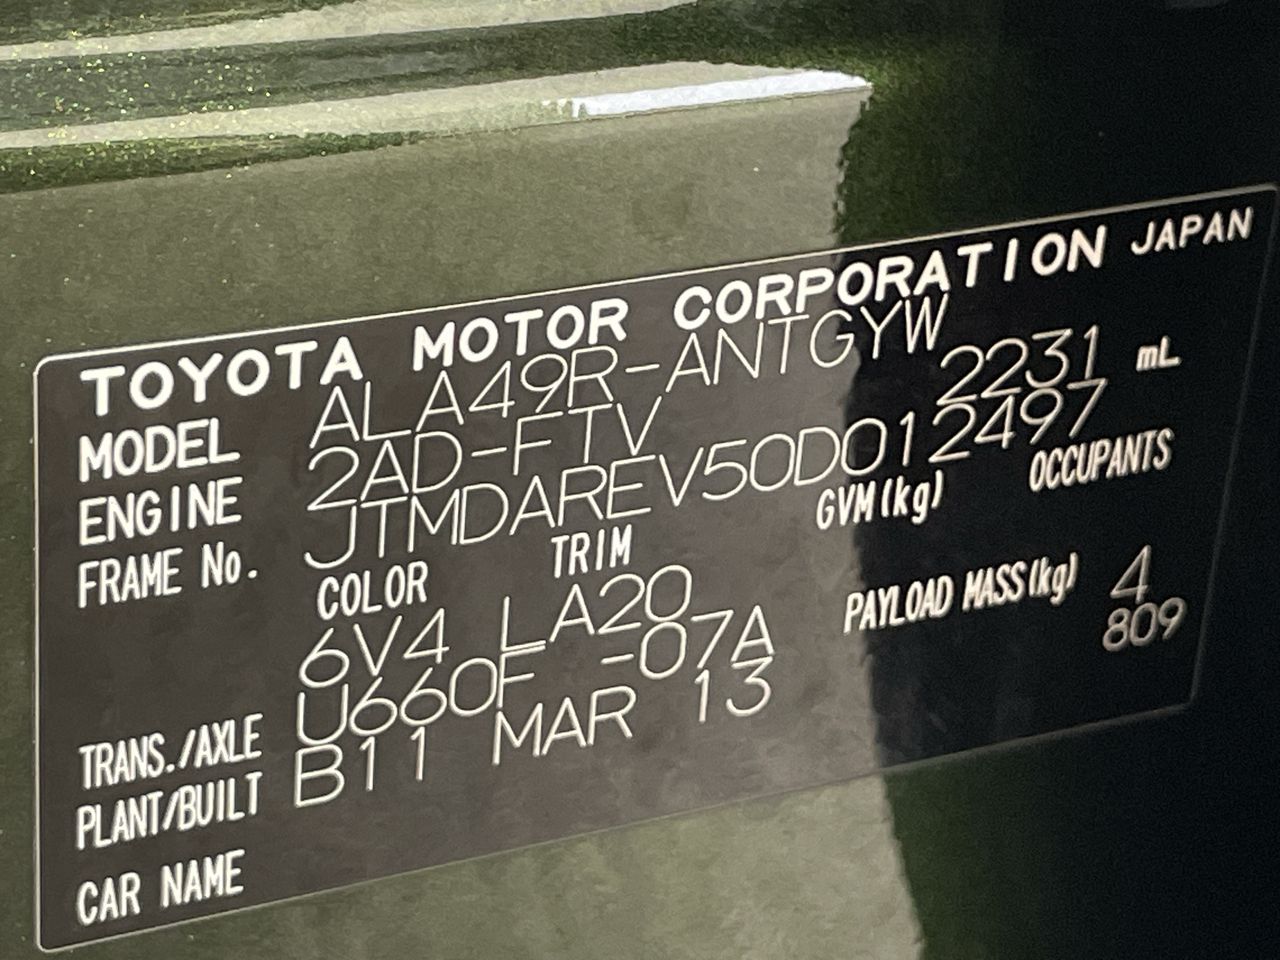 TOYOTA MOTOR CORPORATION JAPAN
MODEL ALA49R-ANTGYW
ENGINE 2AD-FTV 2231 mL
FRAME No. JTMDAREV50D012497
COLOR TRIM GVM(kg) OCCUPANTS
6V4 LA20 4
TRANS./AXLE U660F -07A PAYLOAD MASS(kg) 809
PLANT/BUILT B11 MAR 13
CAR NAME